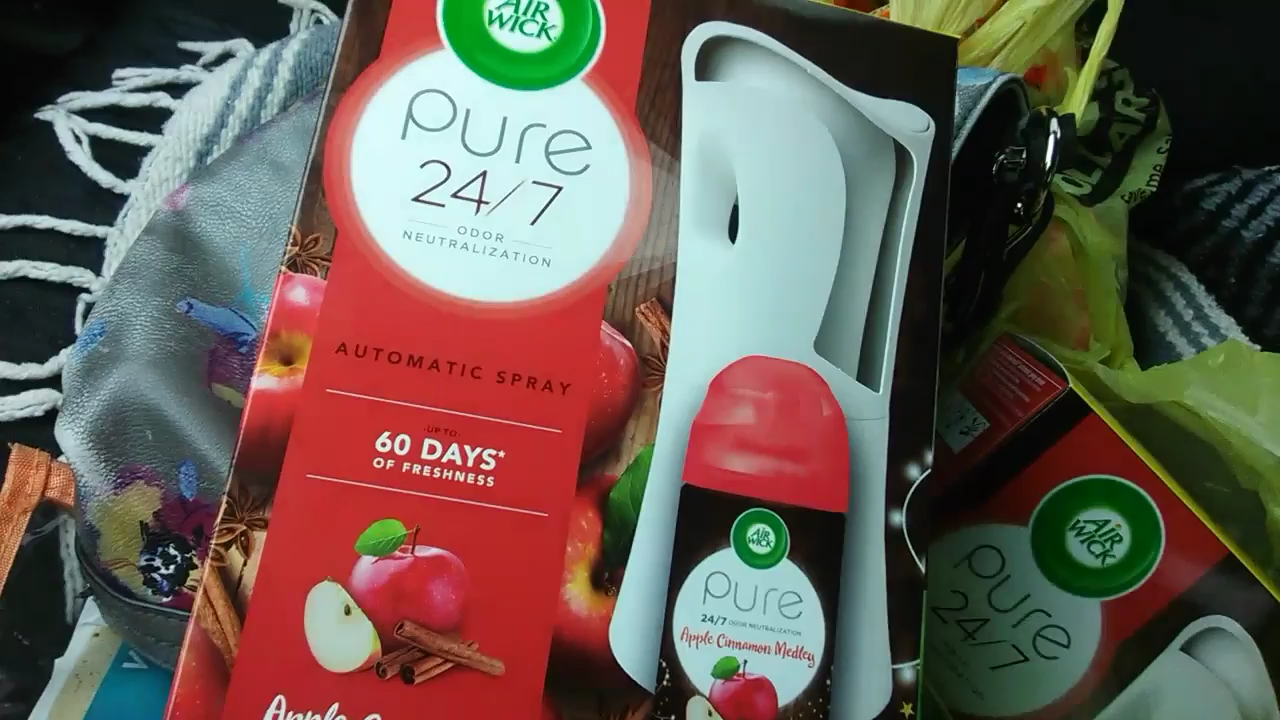 AIR
WICK
pure
24/7
ODOR
NEUTRALIZATION
AUTOMATIC SPRAY
UP TO
60 DAYS*
OF FRESHNESS
Apple
AIR
WICK
pure
24/7 ODOR NEUTRALIZATION
Apple Cinnamon Medley
AIR
WICK
pure
24/7